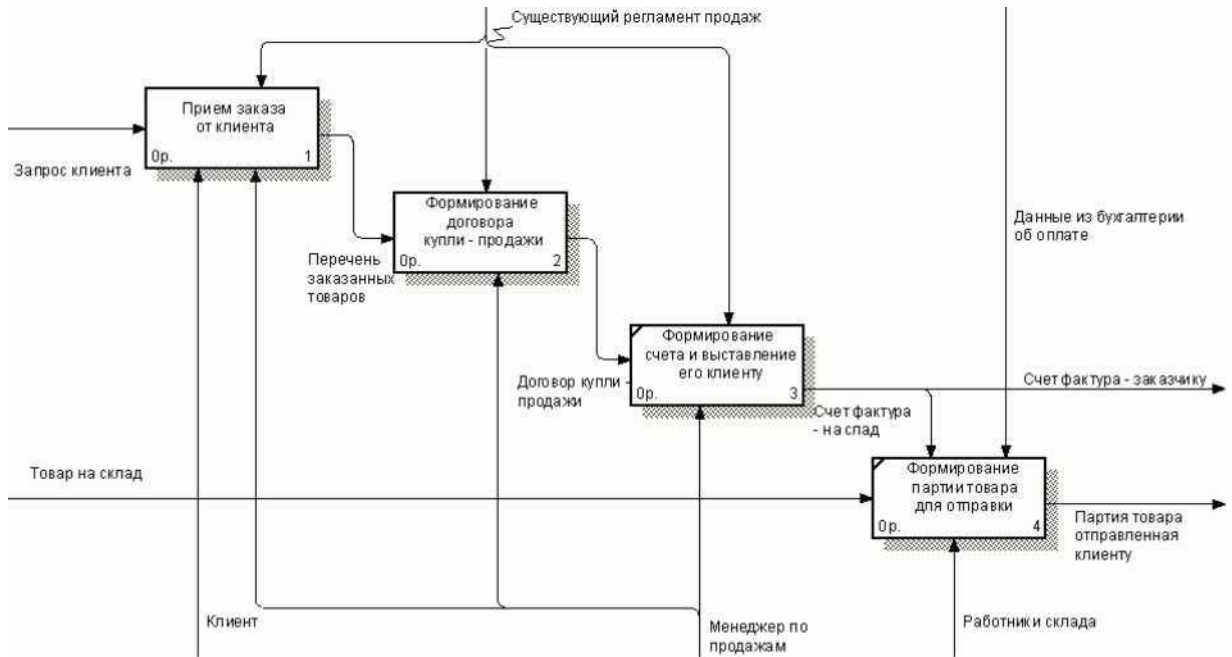 Существующий регламент продаж
Прием заказа
от клиента
0р.
1
Запрос клиента
Формирование
договора
купли - продажи
0р.
2
Данные из бухгалтерии
об оплате
Перечень
заказанных
товаров
Формирование
счета и выставление
его клиенту
0р.
3
Договор купли -
продажи
Счет фактура - заказчику
Счет фактура
- на слад
Товар на склад
Формирование
партии товара
для отправки
0р.
4
Партия товара
отправленная
клиенту
Клиент
Менеджер по
продажам
Работники склада